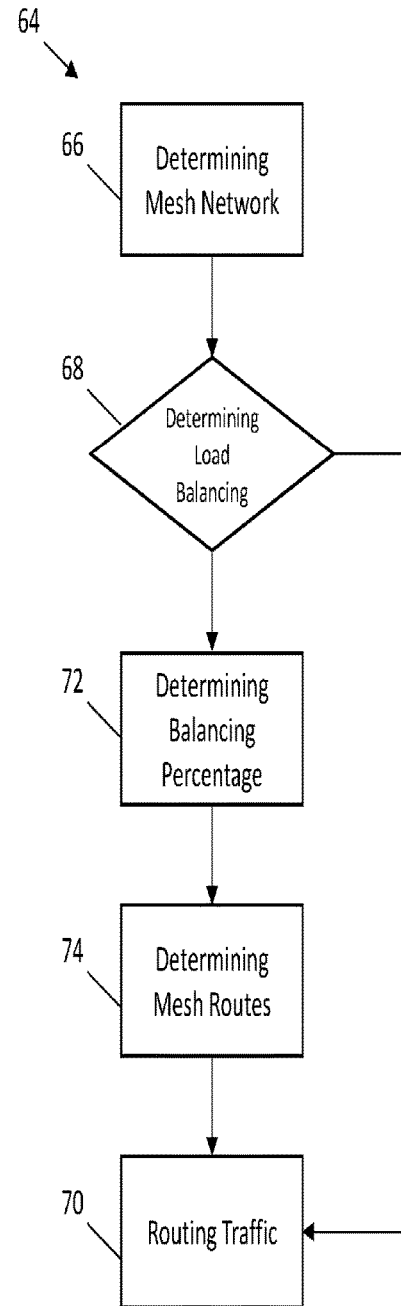 64
66
Determining
Mesh Network
68
Determining
Load
Balancing
72
Determining
Balancing
Percentage
74
Determining
Mesh Routes
70
Routing Traffic